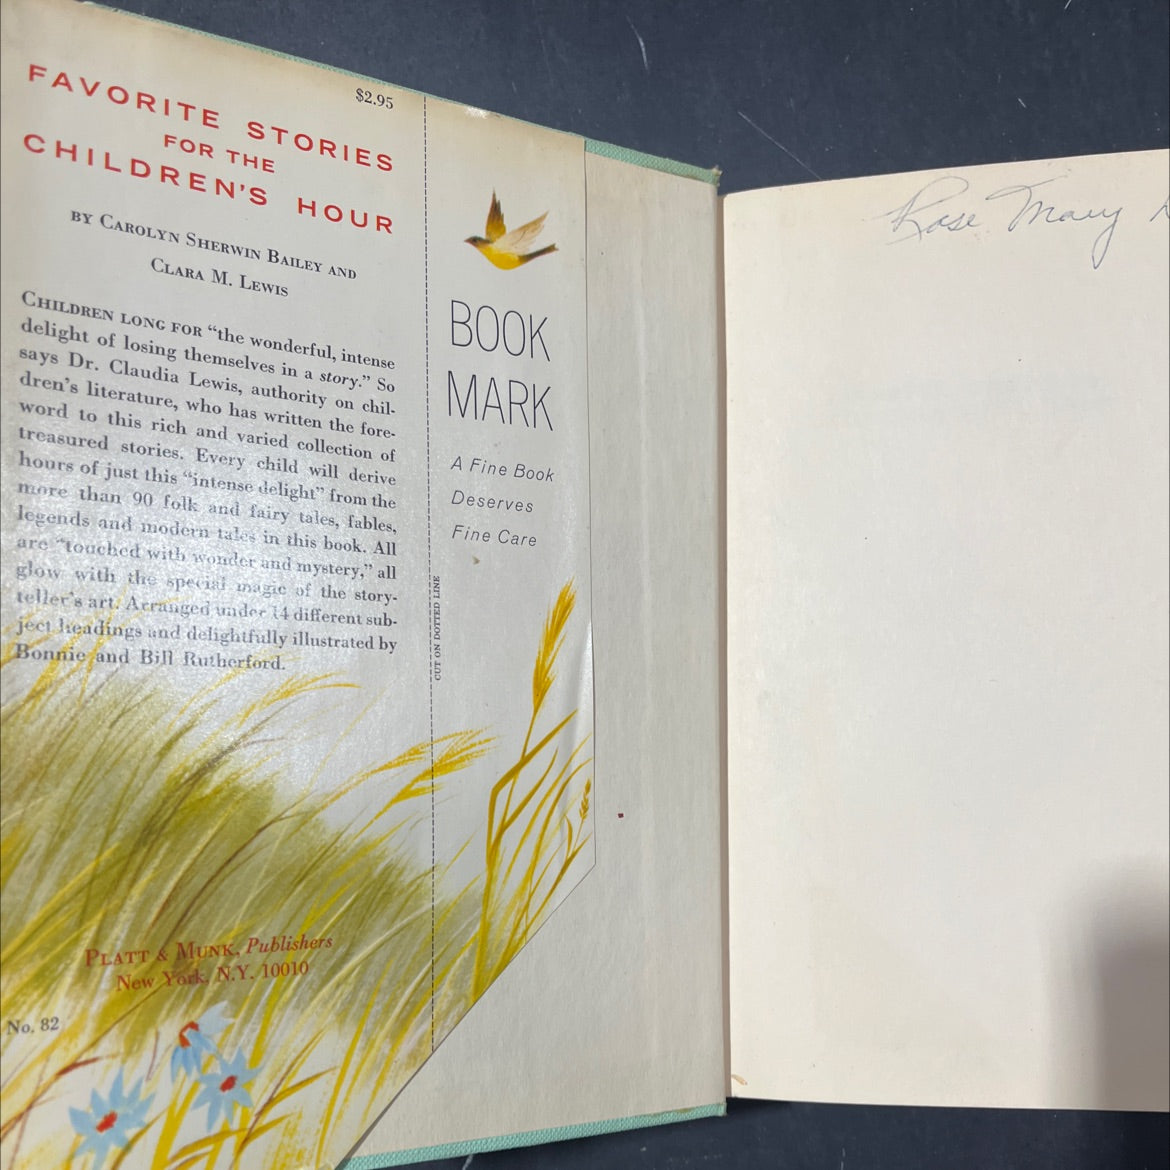 $2.95
FAVORITE STORIES
FOR THE
CHILDREN'S HOUR
BY CAROLYN SHERWIN BAILEY AND
CLARA M. LEWIS
CHILDREN LONG FOR “the wonderful, intense
delight of losing themselves in a story.” So
says Dr. Claudia Lewis, authority on chil-
dren's literature, who has written the fore-
word to this rich and varied collection of
treasured stories. Every child will derive
hours of just this “intense delight” from the
more than 90 folk and fairy tales, fables,
legends and modern tales in this book. All
are “touched with wonder and mystery,” all
glow with the special magic of the story-
teller's art. Arranged under 14 different sub-
ject headings and delightfully illustrated by
Bonnie and Bill Rutherford.
PLATT & MUNK, Publishers
New York, N.Y. 10010
No. 82
CUT ON DOTTED LINE
BOOK
MARK
A Fine Book
Deserves
Fine Care
Rose Mary